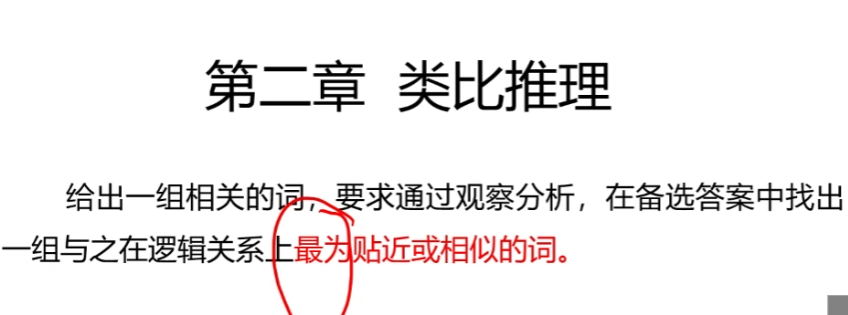 第二章 类比推理
给出一组相关的词，要求通过观察分析，在备选答案中找出
一组与之在逻辑关系上最为贴近或相似的词。